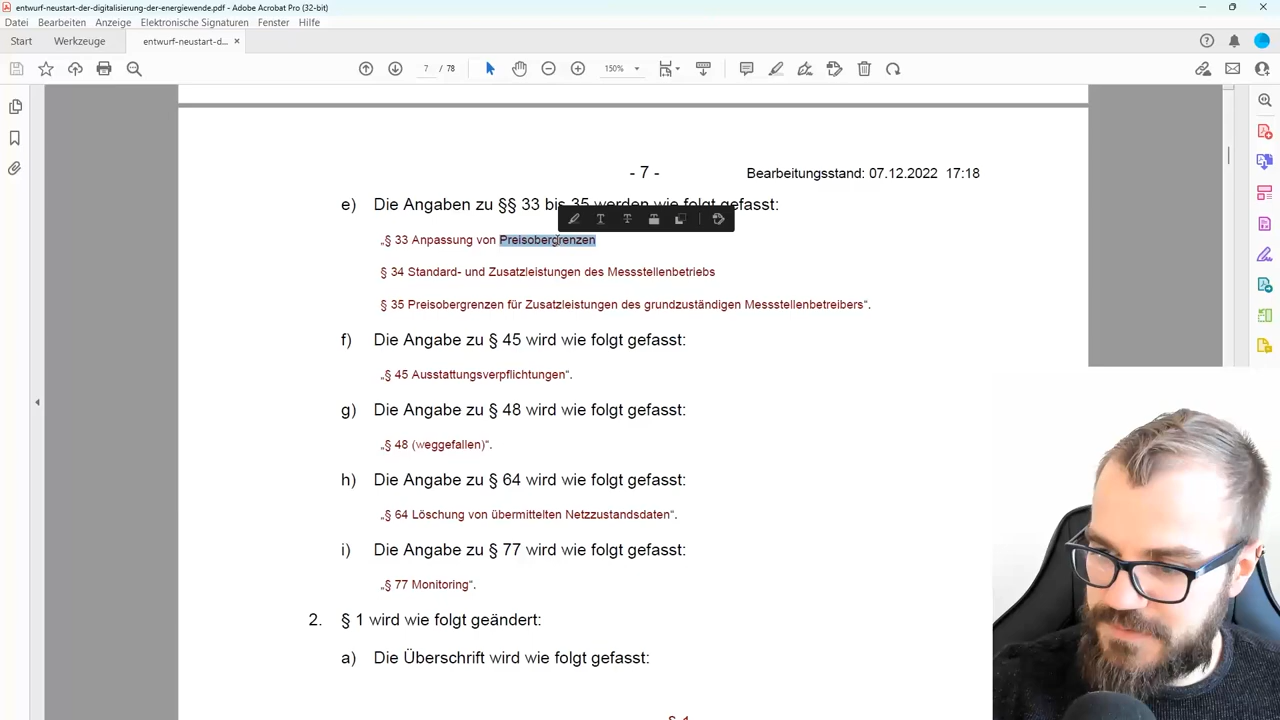 entwurf-neustart-der-digitalisierung-der-energiewende.pdf - Adobe Acrobat Pro (32-bit)
Datei Bearbeiten Anzeige Elektronische Signaturen Fenster Hilfe
Start Werkzeuge entwurf-neustart-d... ×
7 / 78 150%
- 7 - Bearbeitungsstand: 07.12.2022 17:18
e) Die Angaben zu §§ 33 bis 35 werden wie folgt gefasst:
„§ 33 Anpassung von Preisobergrenzen
§ 34 Standard- und Zusatzleistungen des Messstellenbetriebs
§ 35 Preisobergrenzen für Zusatzleistungen des grundzuständigen Messstellenbetreibers“.
f) Die Angabe zu § 45 wird wie folgt gefasst:
„§ 45 Ausstattungsverpflichtungen“.
g) Die Angabe zu § 48 wird wie folgt gefasst:
„§ 48 (weggefallen)“.
h) Die Angabe zu § 64 wird wie folgt gefasst:
„§ 64 Löschung von übermittelten Netzzustandsdaten“.
i) Die Angabe zu § 77 wird wie folgt gefasst:
„§ 77 Monitoring“.
2. § 1 wird wie folgt geändert:
a) Die Überschrift wird wie folgt gefasst:
§ 1